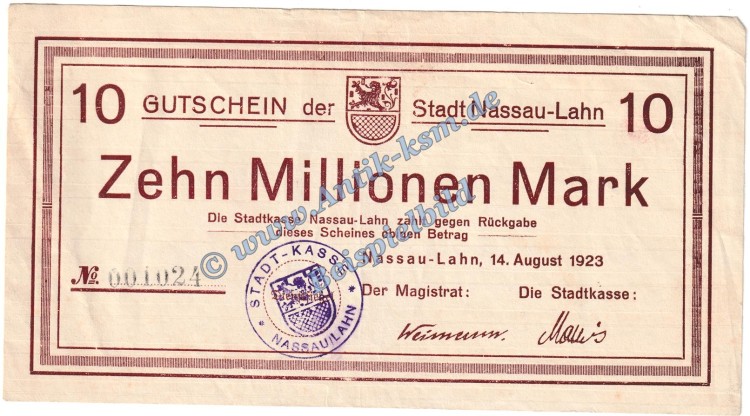 10 GUTSCHEIN der Stadt Nassau-Lahn 10
Zehn Millionen Mark
Die Stadtkasse Nassau-Lahn zahlt gegen Rückgabe
dieses Scheines obigen Betrag
Nassau-Lahn, 14. August 1923
№ 001024
Der Magistrat: Die Stadtkasse:
* STADT-KASSE *
NASSAU/LAHN
Weimann.
© www.Antik-ksm.de
Beispielbild